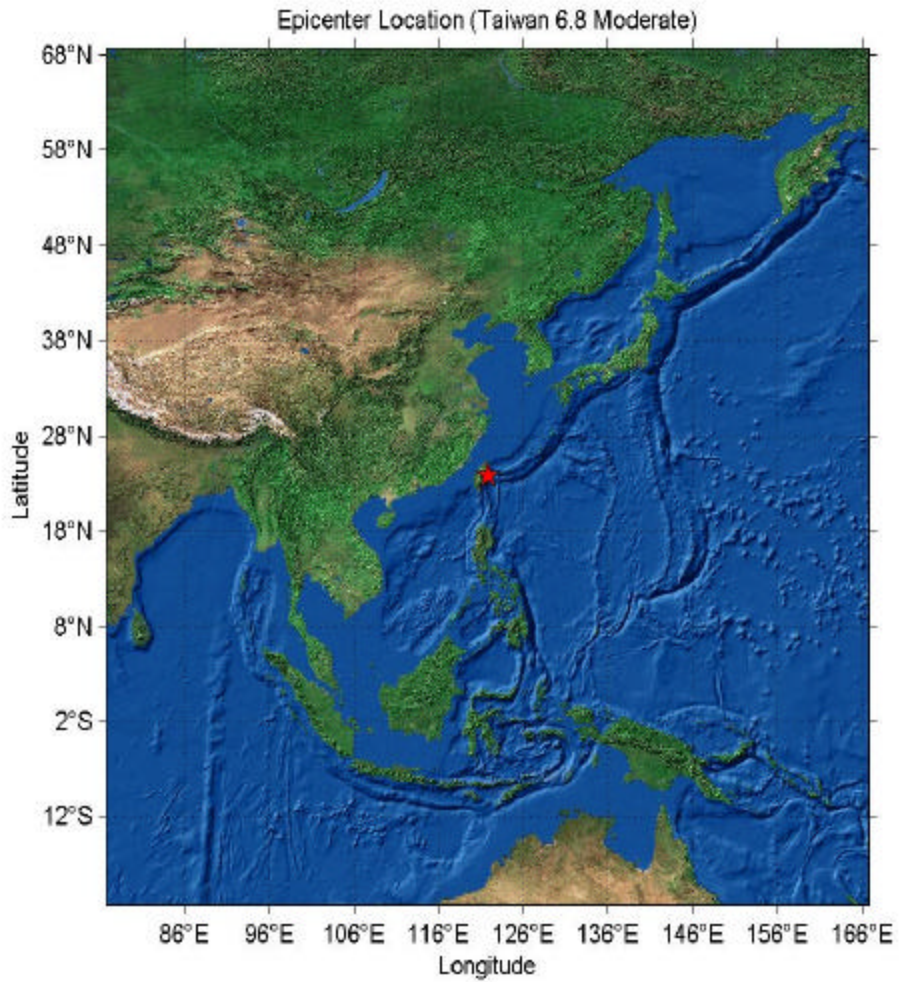 Epicenter Location (Taiwan 6.8 Moderate)
68°N
58°N
48°N
38°N
28°N
18°N
8°N
2°S
12°S
Latitude
86°E 96°E 106°E 116°E 126°E 136°E 146°E 156°E 166°E
Longitude